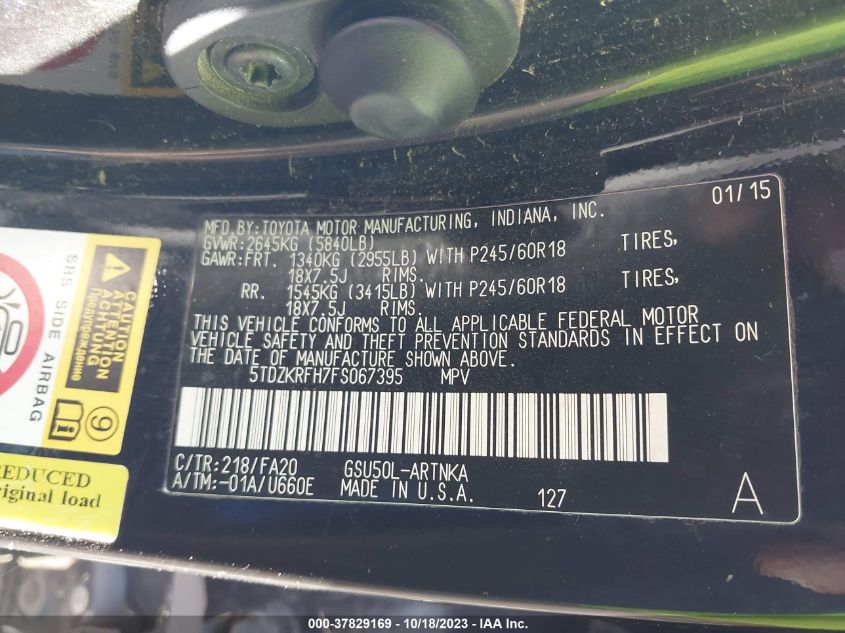 MFD.BY:TOYOTA MOTOR MANUFACTURING, INDIANA, INC. 01/15
GVWR:2645KG (5840LB)
GAWR:FRT. 1340KG (2955LB) WITH P245/60R18 TIRES,
18X7.5J RIMS.
RR. 1545KG (3415LB) WITH P245/60R18 TIRES,
18X7.5J RIMS.
THIS VEHICLE CONFORMS TO ALL APPLICABLE FEDERAL MOTOR
VEHICLE SAFETY AND THEFT PREVENTION STANDARDS IN EFFECT ON
THE DATE OF MANUFACTURE SHOWN ABOVE.
5TDZKRFH7FS067395 MPV
C/TR:218/FA20 GSU50L-ARTNKA
A/TM:-01A/U660E MADE IN U.S.A. 127 A
SRS SIDE AIRBAG
CAUTION
ATTENTION
ACHTUNG
Предупреждение
9
REDUCED
original load
000-37829169 - 10/18/2023 - IAA Inc.